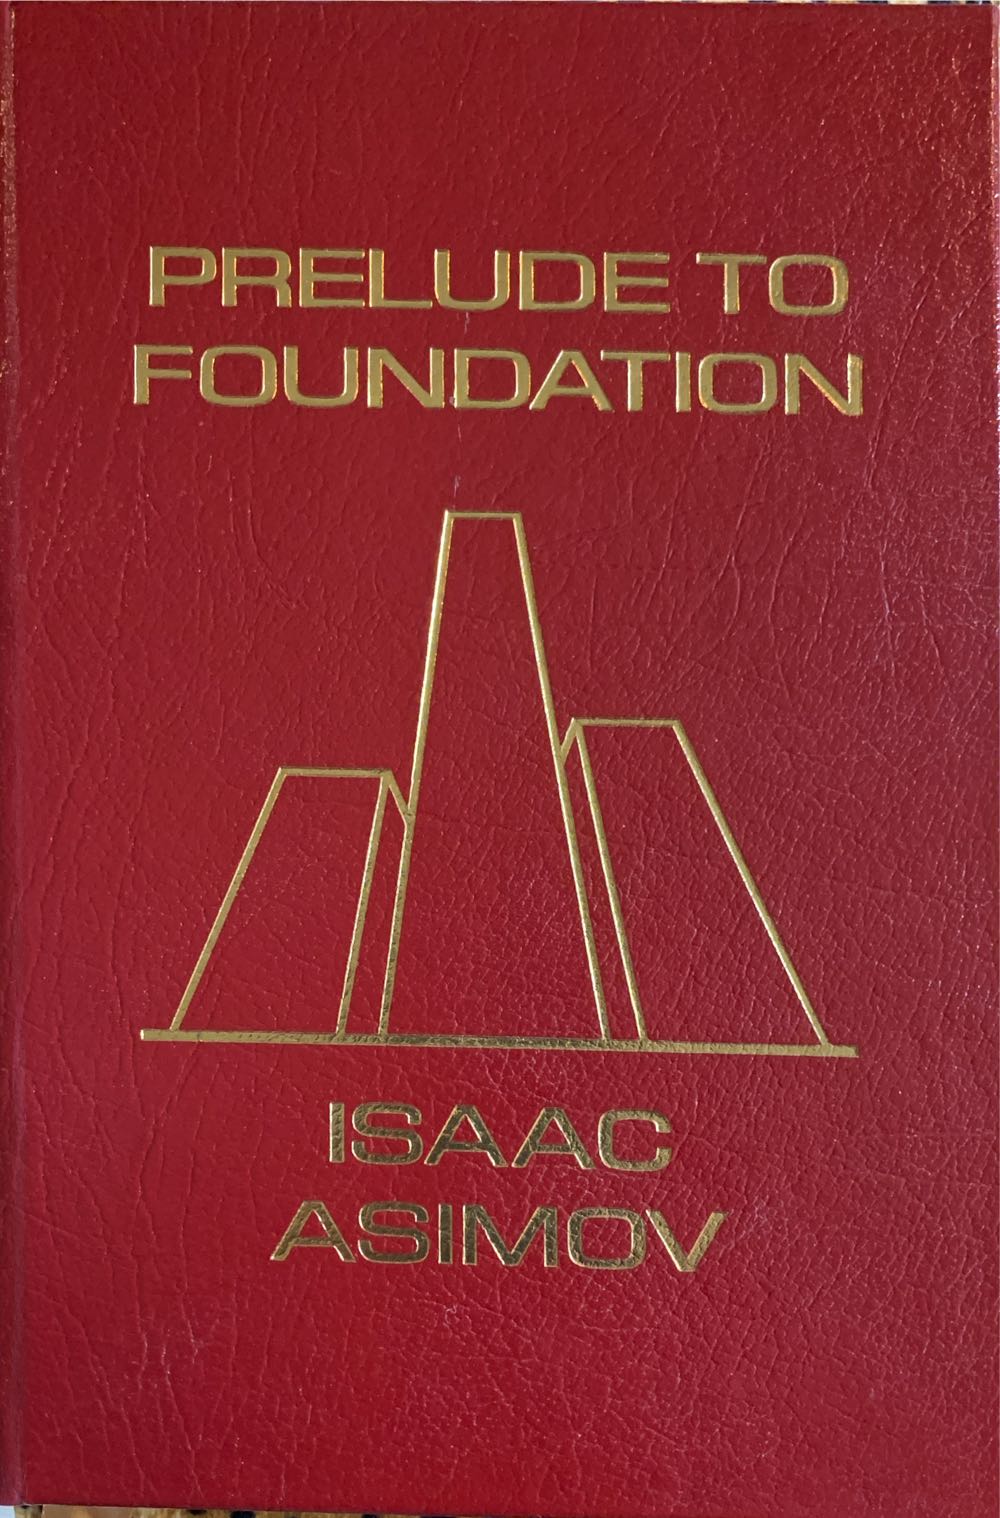 PRELUDE TO
FOUNDATION
ISAAC
ASIMOV